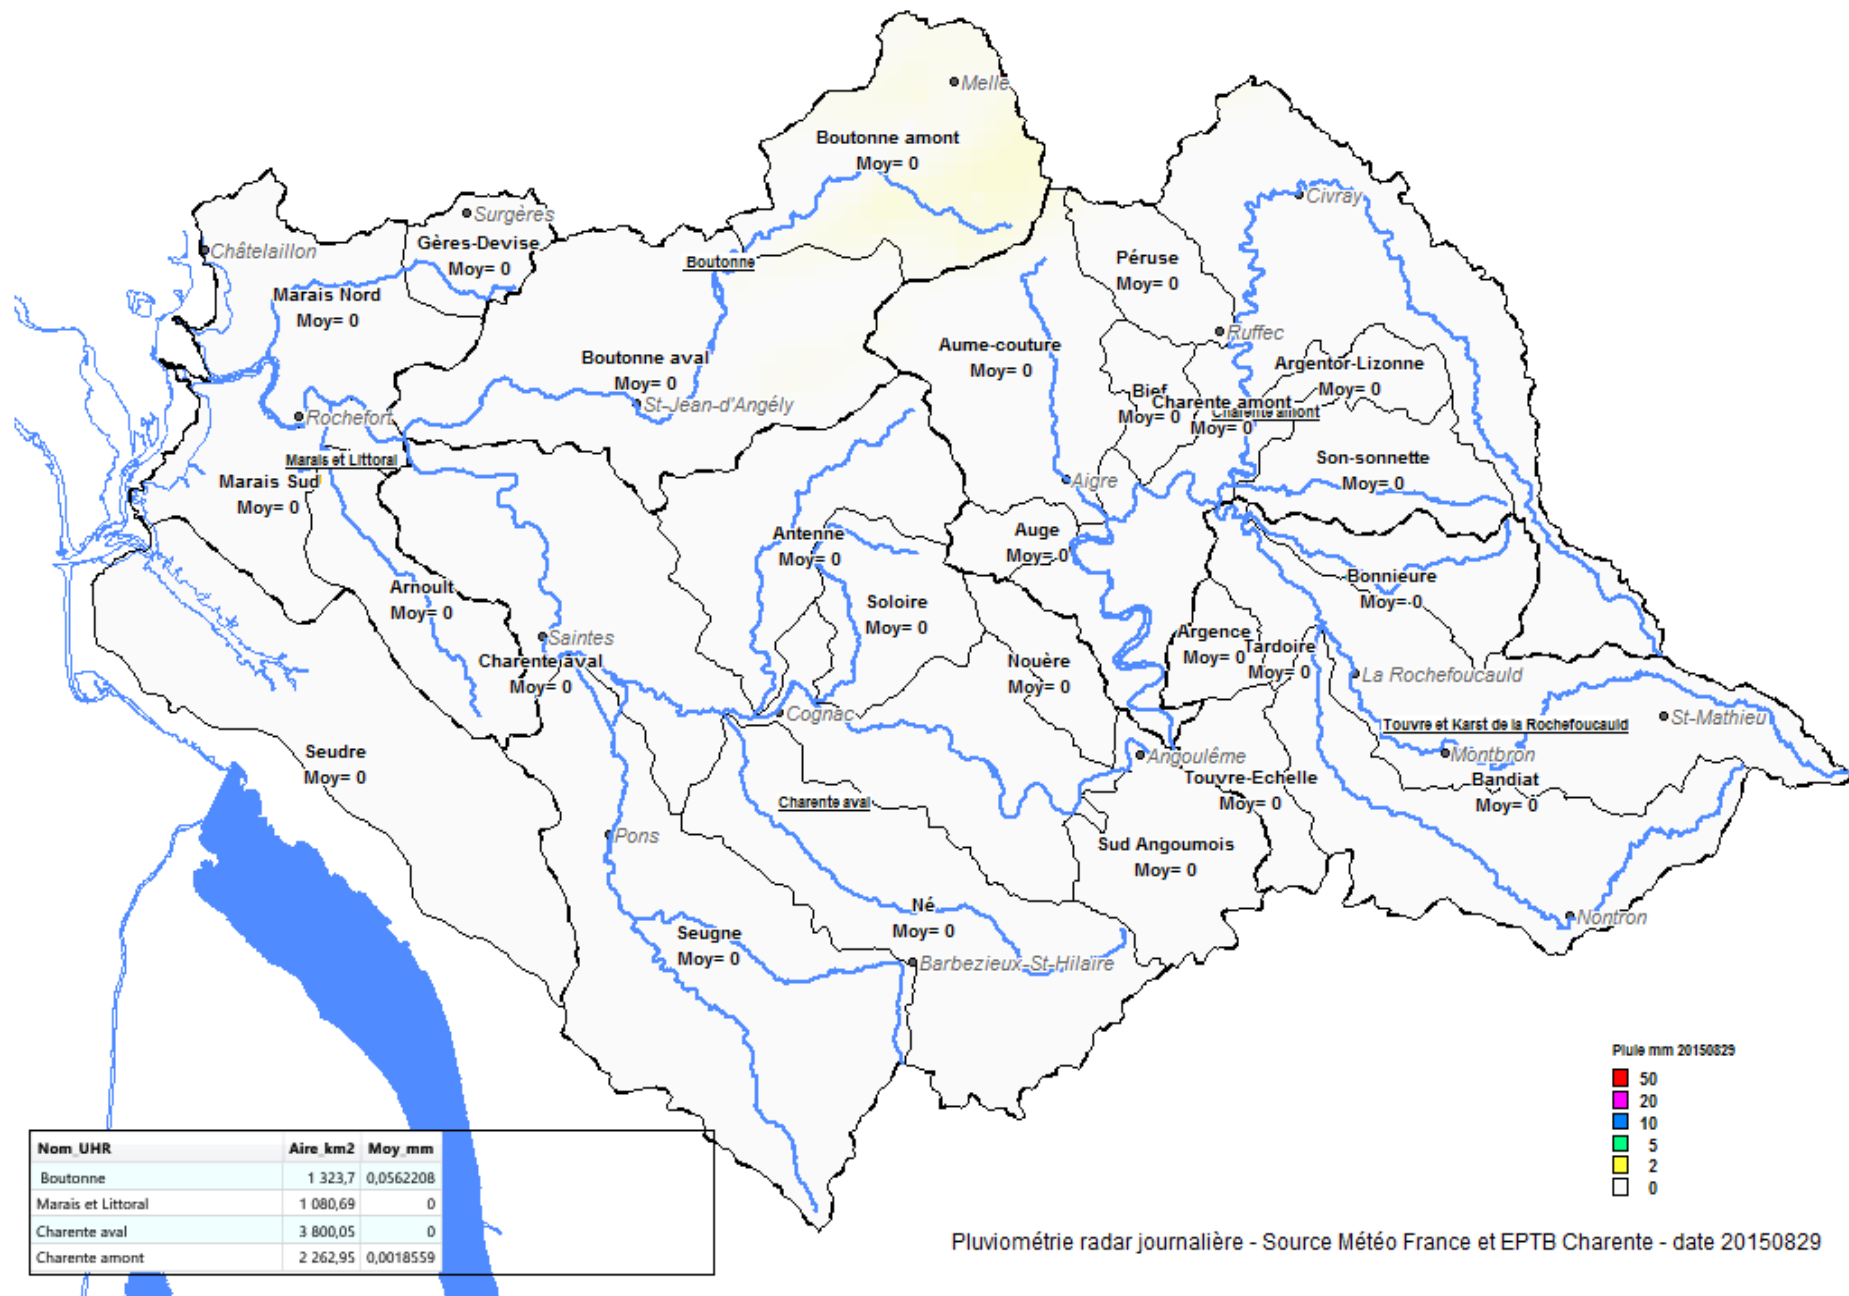 Melle
Boutonne amont
Moy= 0
Civray
Surgères
Châtelaillon
Gères-Devise
Moy= 0
Boutonne
Péruse
Moy= 0
Marais Nord
Moy= 0
Ruffec
Aume-couture
Moy= 0
Boutonne aval
Moy= 0
Argentor-Lizonne
Moy= 0
Bief
Moy= 0
Charente amont
Charente amont
Moy= 0
St-Jean-d'Angély
Rochefort
Marais et Littoral
Son-sonnette
Moy= 0
Marais Sud
Moy= 0
Aigre
Antenne
Moy= 0
Auge
Moy= 0
Bonnieure
Moy= 0
Arnoult
Moy= 0
Soloire
Moy= 0
Saintes
Argence
Moy= 0
Tardoire
Moy= 0
Charente aval
Moy= 0
Nouère
Moy= 0
La Rochefoucauld
Cognac
St-Mathieu
Touvre et Karst de la Rochefoucauld
Seudre
Moy= 0
Angoulême
Montbron
Touvre-Echelle
Moy= 0
Bandiat
Moy= 0
Charente aval
Pons
Sud Angoumois
Moy= 0
Né
Moy= 0
Nontron
Seugne
Moy= 0
Barbezieux-St-Hilaire
Pluie mm 20150829
50
20
10
5
2
0
Nom_UHR Aire_km2 Moy_mm
Boutonne 1 323,7 0,0562208
Marais et Littoral 1 080,69 0
Charente aval 3 800,05 0
Charente amont 2 262,95 0,0018559
Pluviométrie radar journalière - Source Météo France et EPTB Charente - date 20150829